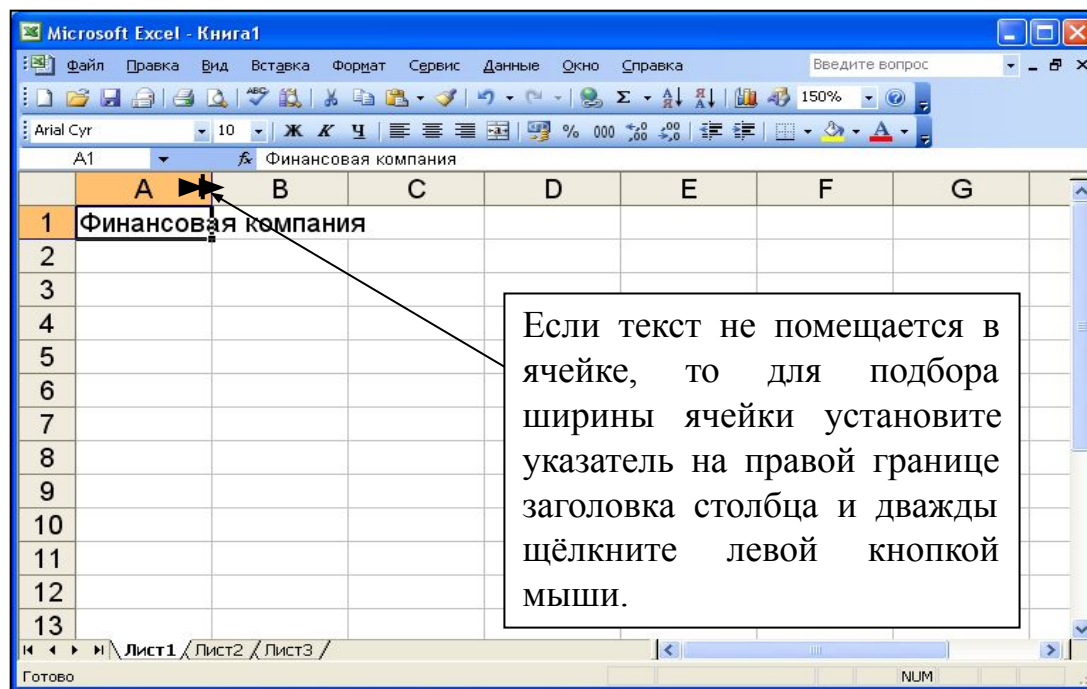 Microsoft Excel - Книга1
Файл Правка Вид Вставка Формат Сервис Данные Окно Справка Введите вопрос
150%
Arial Cyr 10 Ж К Ч % 000
A1 fx Финансовая компания
A B C D E F G
1 Финансовая компания
2
3
4
5
6
7
8
9
10
11
12
13
Если текст не помещается в
ячейке, то для подбора
ширины ячейки установите
указатель на правой границе
заголовка столбца и дважды
щёлкните левой кнопкой
мыши.
Лист1 Лист2 Лист3
Готово NUM